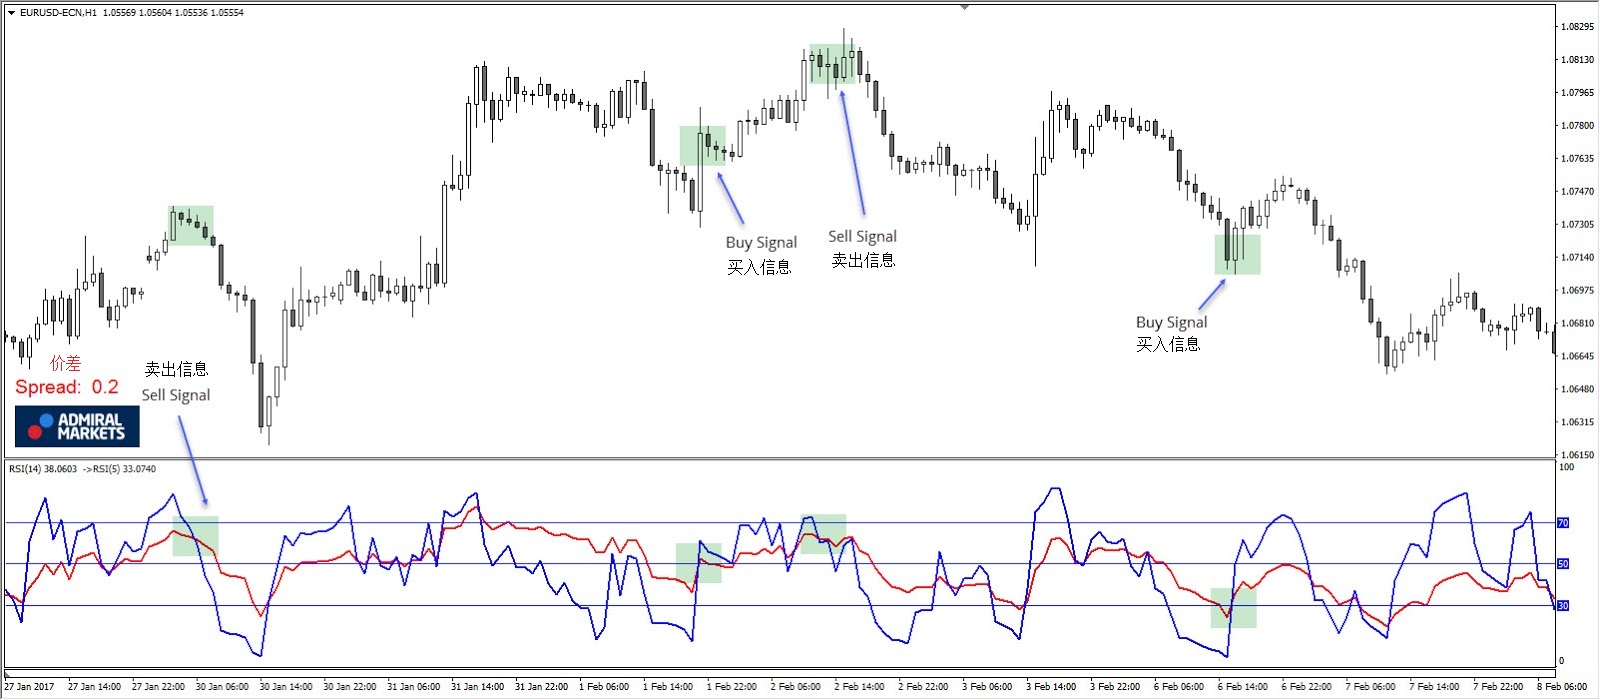 EURUSD-ECN,H1 1.05569 1.05604 1.05536 1.05554
1.08295
1.08130
1.07965
1.07800
1.07635
1.07470
1.07305
1.07140
1.06975
1.06810
1.06645
1.06480
1.06315
1.06150
Buy Signal
买入信息
Sell Signal
卖出信息
Buy Signal
买入信息
价差
Spread: 0.2
卖出信息
Sell Signal
ADMIRAL
MARKETS
RSI(14) 38.0603 ->RSI(5) 33.0740
100
70
50
30
0
27 Jan 2017
27 Jan 14:00
27 Jan 22:00
30 Jan 06:00
30 Jan 14:00
30 Jan 22:00
31 Jan 06:00
31 Jan 14:00
31 Jan 22:00
1 Feb 06:00
1 Feb 14:00
1 Feb 22:00
2 Feb 06:00
2 Feb 14:00
2 Feb 22:00
3 Feb 06:00
3 Feb 14:00
3 Feb 22:00
6 Feb 06:00
6 Feb 14:00
6 Feb 22:00
7 Feb 06:00
7 Feb 14:00
7 Feb 22:00
8 Feb 06:00